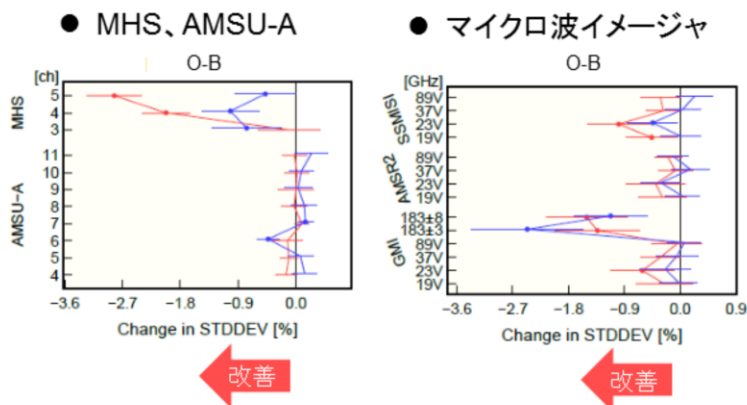 ● MHS、AMSU-A
O-B
[ch]
MHS
5
4
3
AMSU-A
11
10
9
8
7
6
5
4
−3.6 −2.7 −1.8 −0.9 0.0
Change in STDDEV [%]
改善
● マイクロ波イメージャ
O-B
[GHz]
SSMISI
89V
37V
23V
19V
AMSR2
89V
37V
23V
19V
GMI
183±8
183±3
89V
37V
23V
19V
−3.6 −2.7 −1.8 −0.9 0.0 0.9
Change in STDDEV [%]
改善